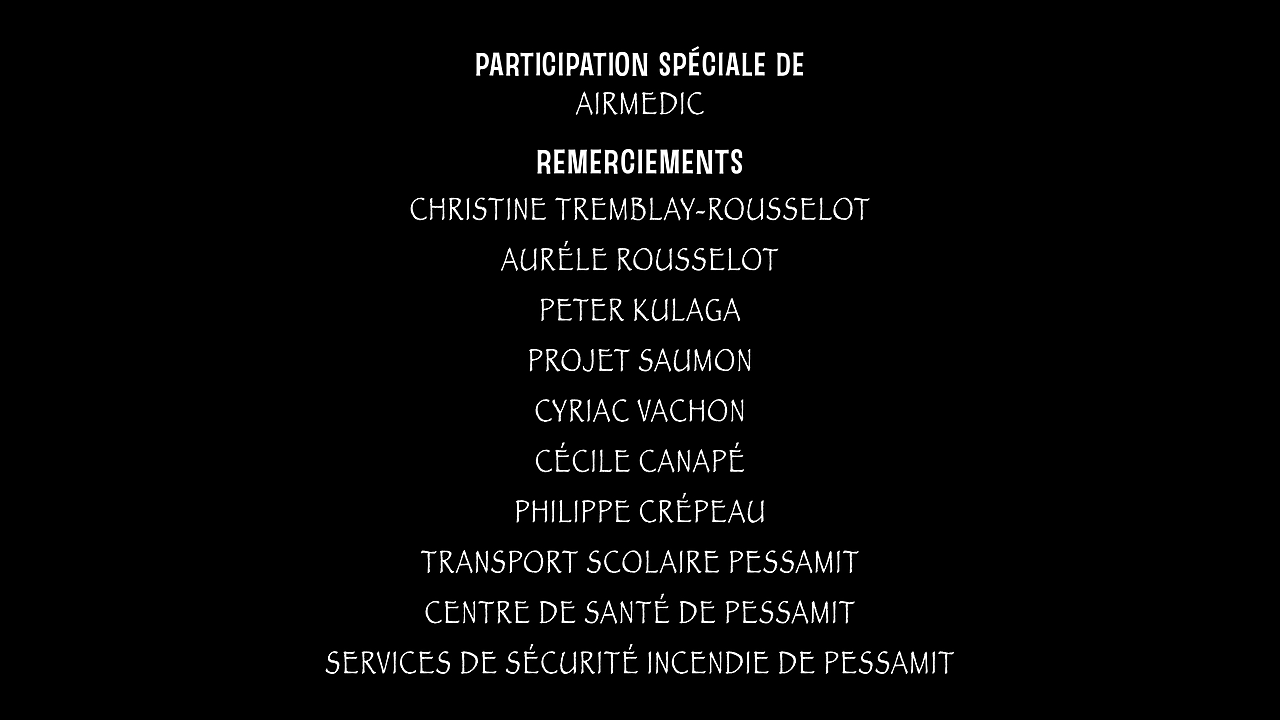 PARTICIPATION SPÉCIALE DE
AIRMEDIC
REMERCIEMENTS
CHRISTINE TREMBLAY-ROUSSELOT
AURÉLE ROUSSELOT
PETER KULAGA
PROJET SAUMON
CYRIAC VACHON
CÉCILE CANAPÉ
PHILIPPE CRÉPEAU
TRANSPORT SCOLAIRE PESSAMIT
CENTRE DE SANTÉ DE PESSAMIT
SERVICES DE SÉCURITÉ INCENDIE DE PESSAMIT